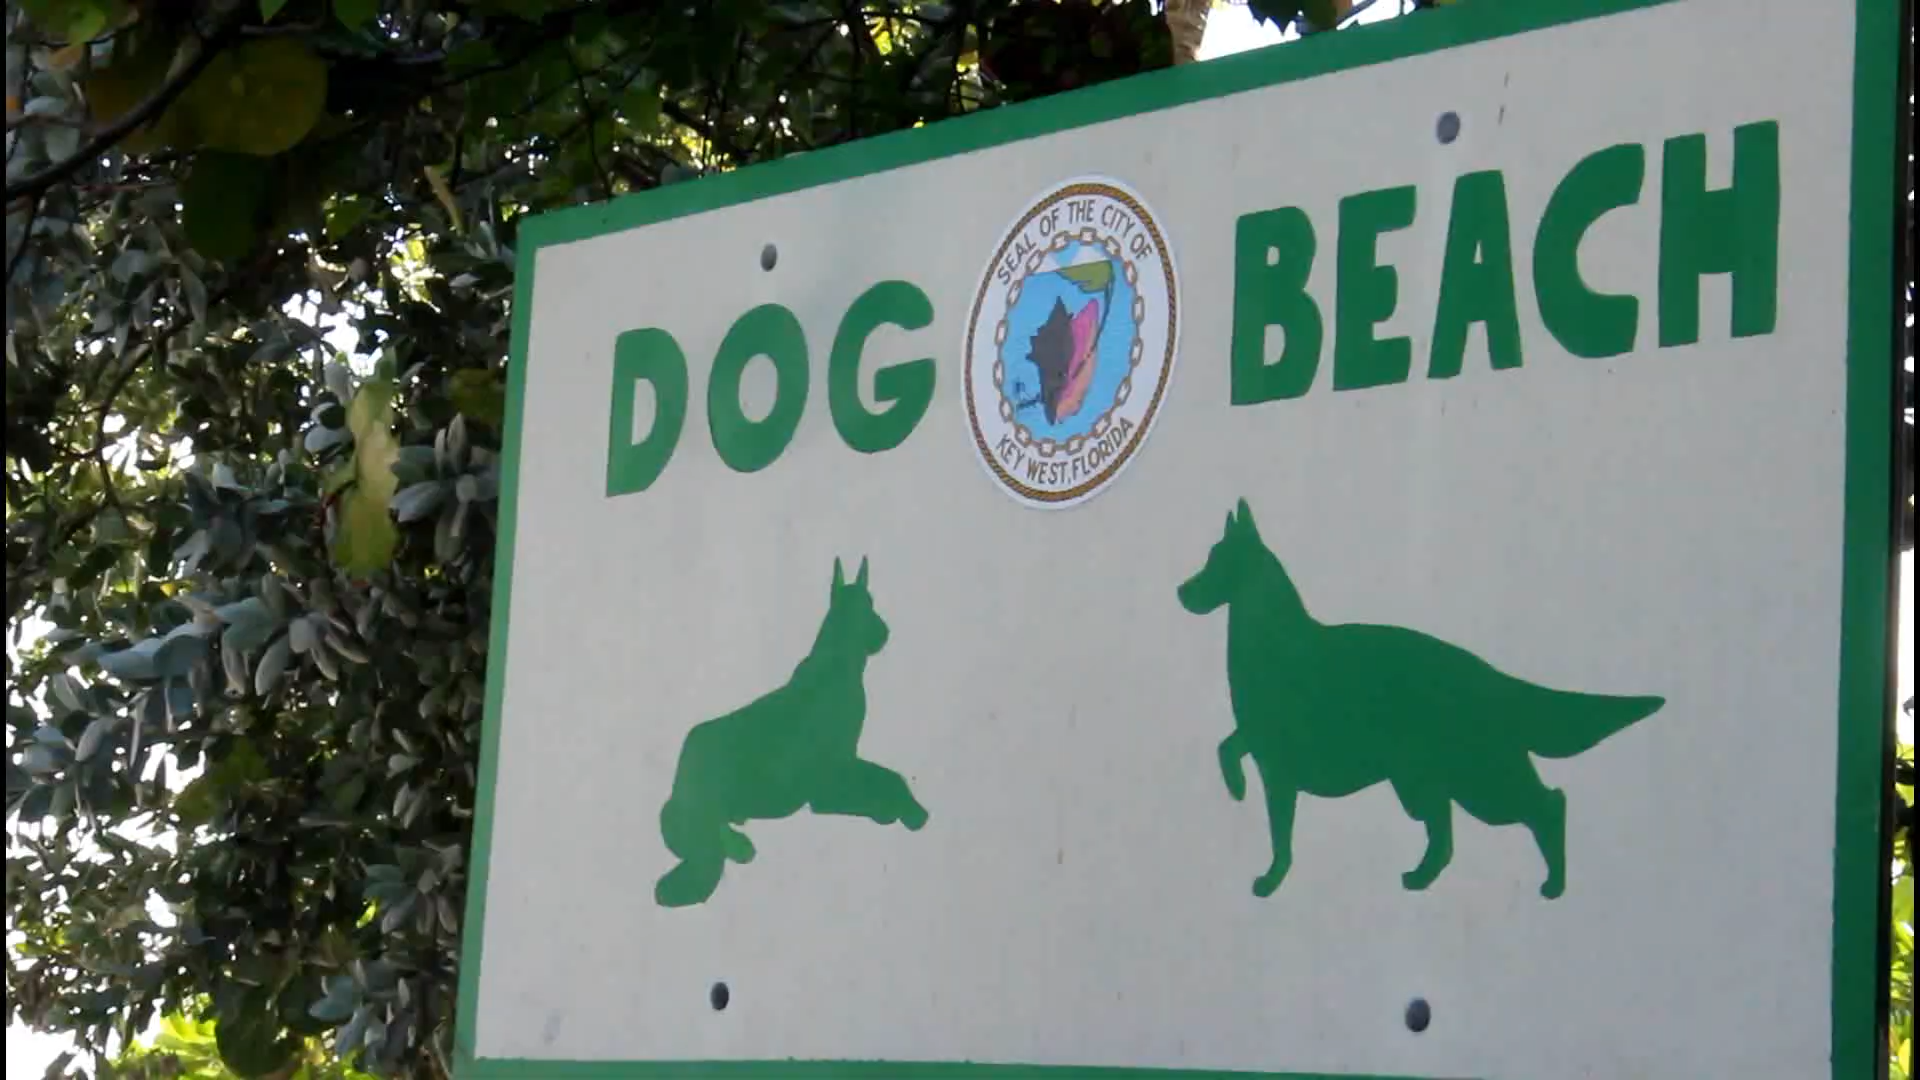 DOG BEACH
SEAL OF THE CITY OF
KEY WEST, FLORIDA